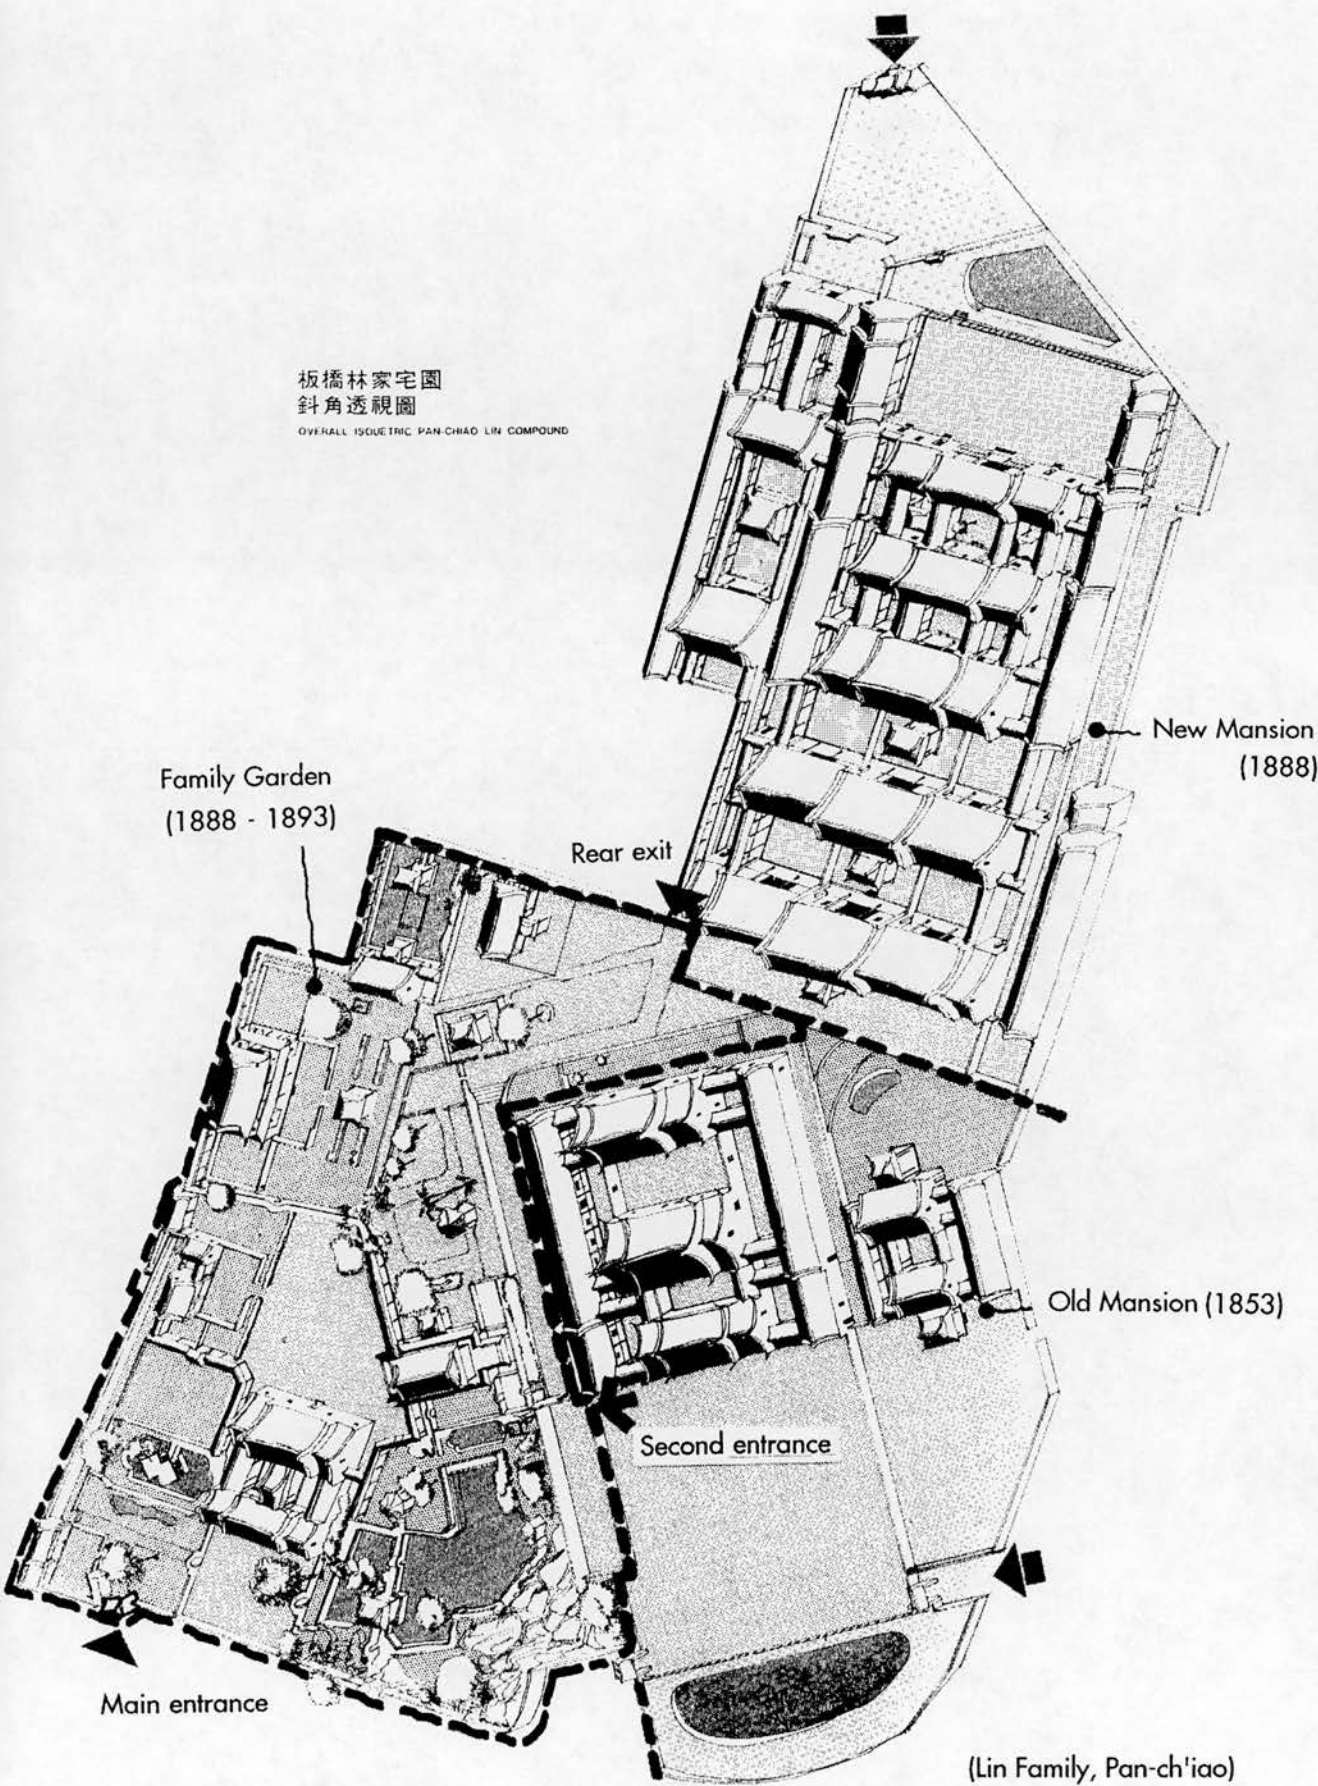 板橋林家宅園
斜角透視圖
OVERALL ISOUETRIC PAN-CHIAO LIN COMPOUND
New Mansion
(1888)
Family Garden
(1888 - 1893)
Rear exit
Old Mansion (1853)
Second entrance
Main entrance
(Lin Family, Pan-ch'iao)